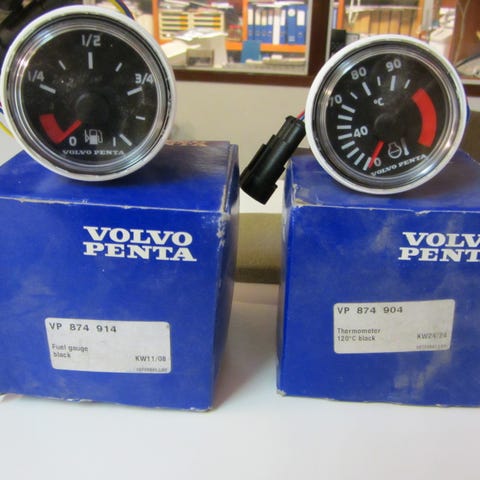 1/4
1/2
3/4
0
1
VOLVO PENTA
40
70
80
90
°C
VOLVO PENTA
VOLVO
PENTA
VP 874 914
Fuel gauge
black
KW11/08
VOLVO
PENTA
VP 874 904
Thermometer
120°C black